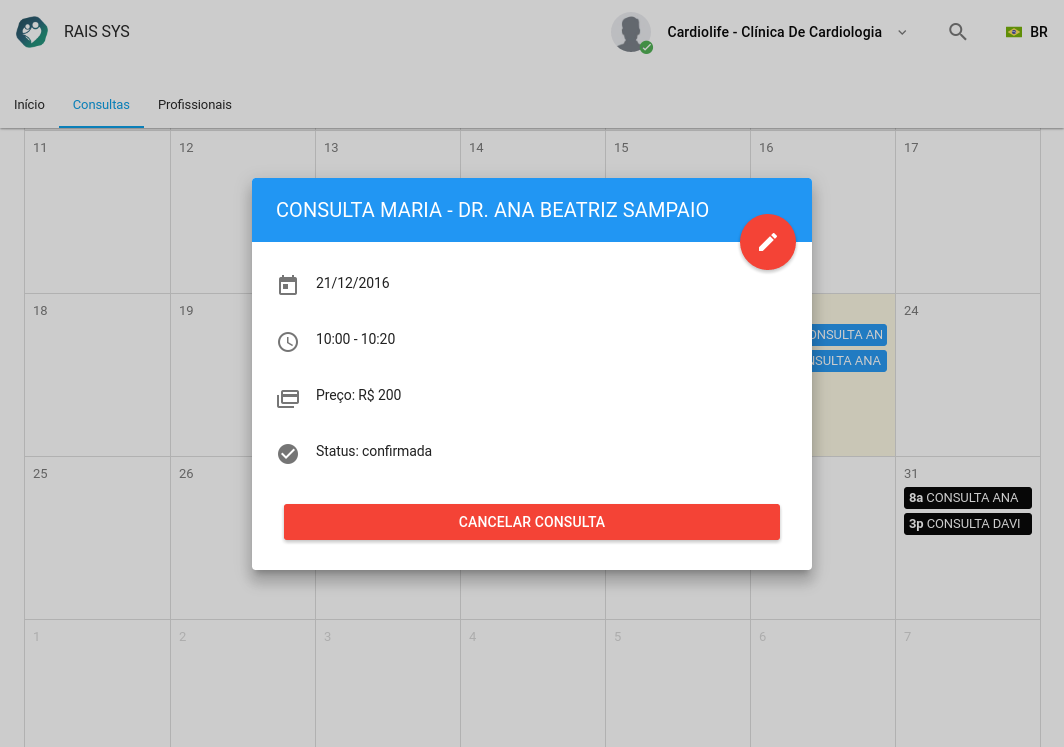 RAIS SYS
Cardiolife - Clínica De Cardiologia
BR
Início
Consultas
Profissionais
11
12
13
14
15
16
17
CONSULTA MARIA - DR. ANA BEATRIZ SAMPAIO
21/12/2016
10:00 - 10:20
Preço: R$ 200
Status: confirmada
CANCELAR CONSULTA
18
19
24
ONSULTA AN
NSULTA ANA
25
26
31
8a CONSULTA ANA
3p CONSULTA DAVI
1
2
3
4
5
6
7